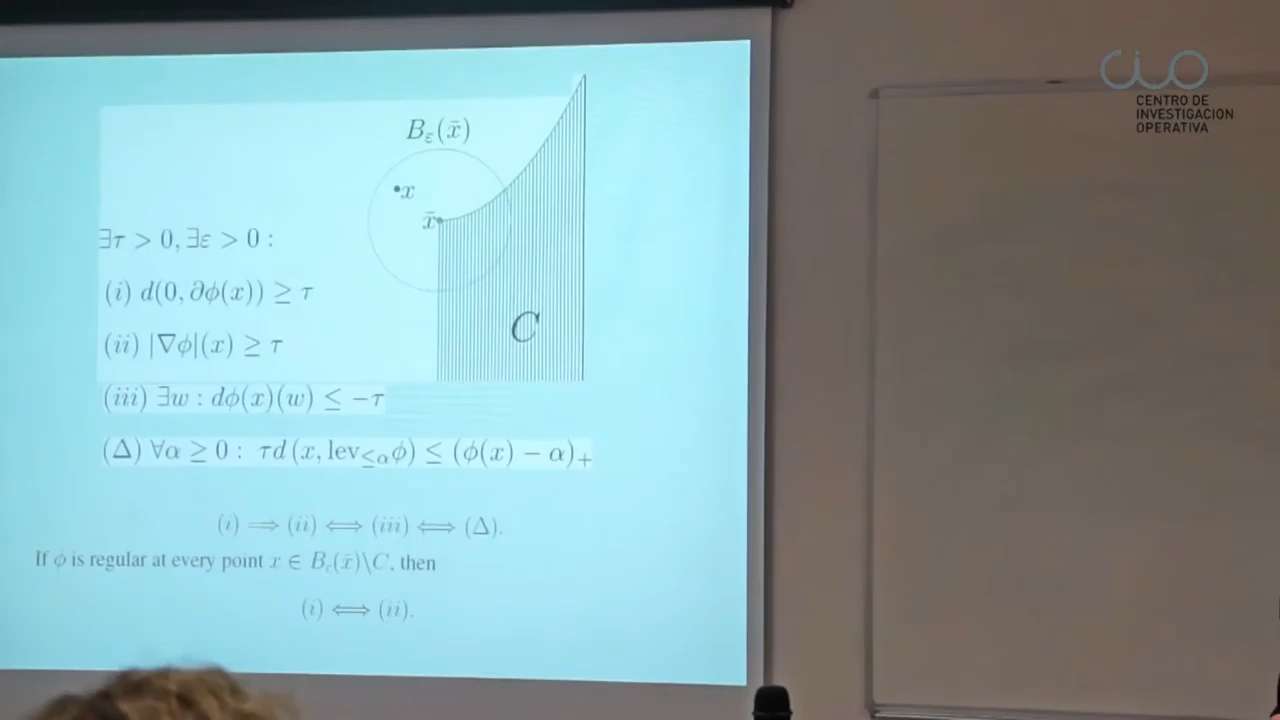 B_ε(x̄)
•x
x̄
∃τ > 0, ∃ε > 0 :
(i) d(0, ∂ϕ(x)) ≥ τ
(ii) |∇ϕ|(x) ≥ τ
C
(iii) ∃w : dϕ(x)(w) ≤ −τ
(Δ) ∀α ≥ 0 : τd (x, lev_{≤α}ϕ) ≤ (ϕ(x) − α)_+
(i) ⟹ (ii) ⟺ (iii) ⟺ (Δ).
If ϕ is regular at every point x ∈ B_ε(x̄)\C, then
(i) ⟺ (ii).
CIO
CENTRO DE
INVESTIGACION
OPERATIVA